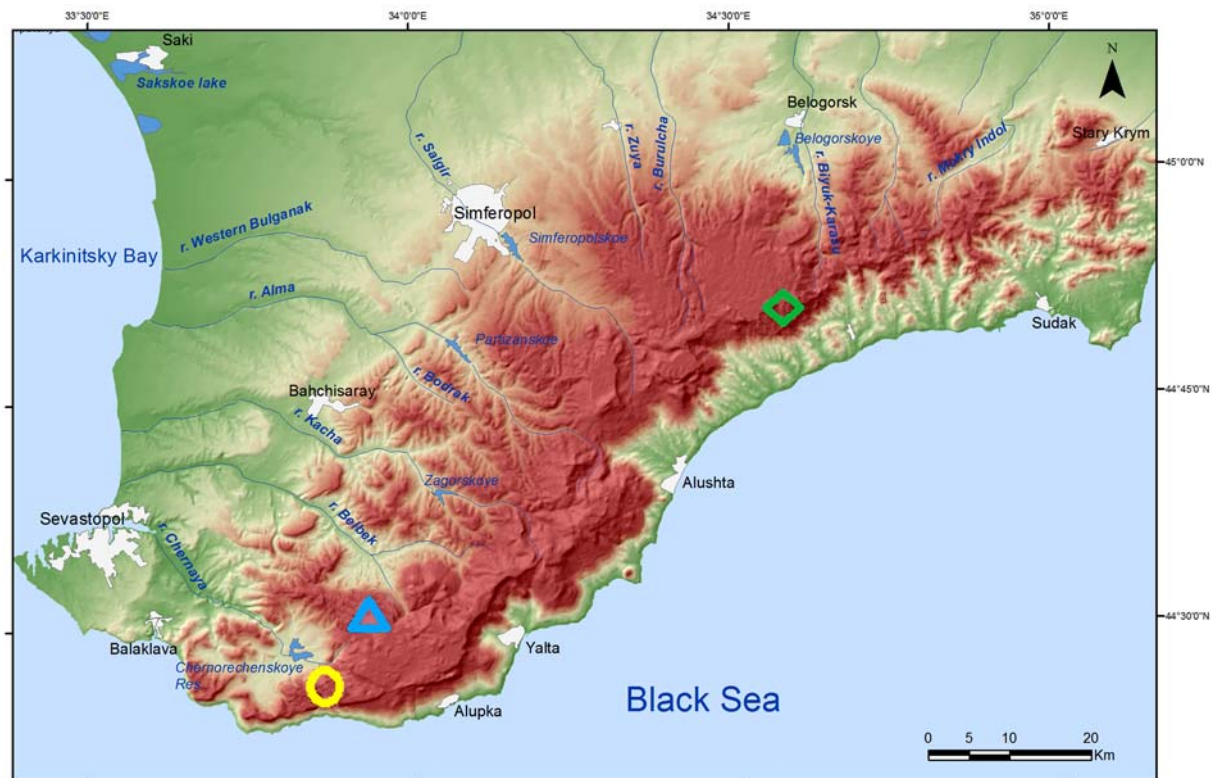 33°30'0"E
34°0'0"E
34°30'0"E
35°0'0"E
Saki
Sakskoe lake
N
Belogorsk
Belogorskoye
Stary Krym
r. Salgir
r. Zuya
r. Burulcha
r. Biyuk-Karasu
r. Mokry Indol
45°0'0"N
Simferopol
Simferopolskoe
r. Western Bulganak
Karkinitsky Bay
r. Alma
Sudak
Partizanskoe
r. Bodrak
Bahchisaray
44°45'0"N
r. Kacha
Zagorskoye
Alushta
Sevastopol
r. Belbek
r. Chernaya
44°30'0"N
Balaklava
Yalta
Chernorechenskoye
Res.
Alupka
Black Sea
0 5 10 20
Km